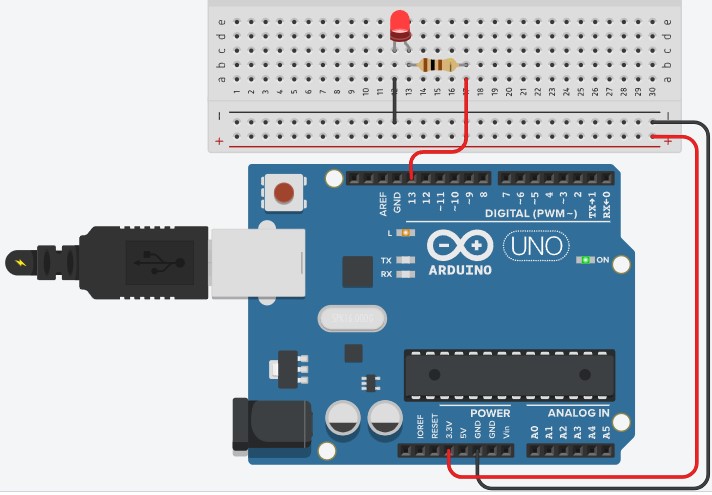 e e
d d
c c
b b
a a
1 2 3 4 5 6 7 8 9 10 11 12 13 14 15 16 17 18 19 20 21 22 23 24 25 26 27 28 29 30
− −
+ +
AREF GND 13 12 ~11 ~10 ~9 8 7 ~6 ~5 4 ~3 2 TX→1 RX←0
DIGITAL (PWM~)
L
UNO
TX
RX
ARDUINO
ON
POWER ANALOG IN
IOREF RESET 3.3V 5V GND GND Vin A0 A1 A2 A3 A4 A5